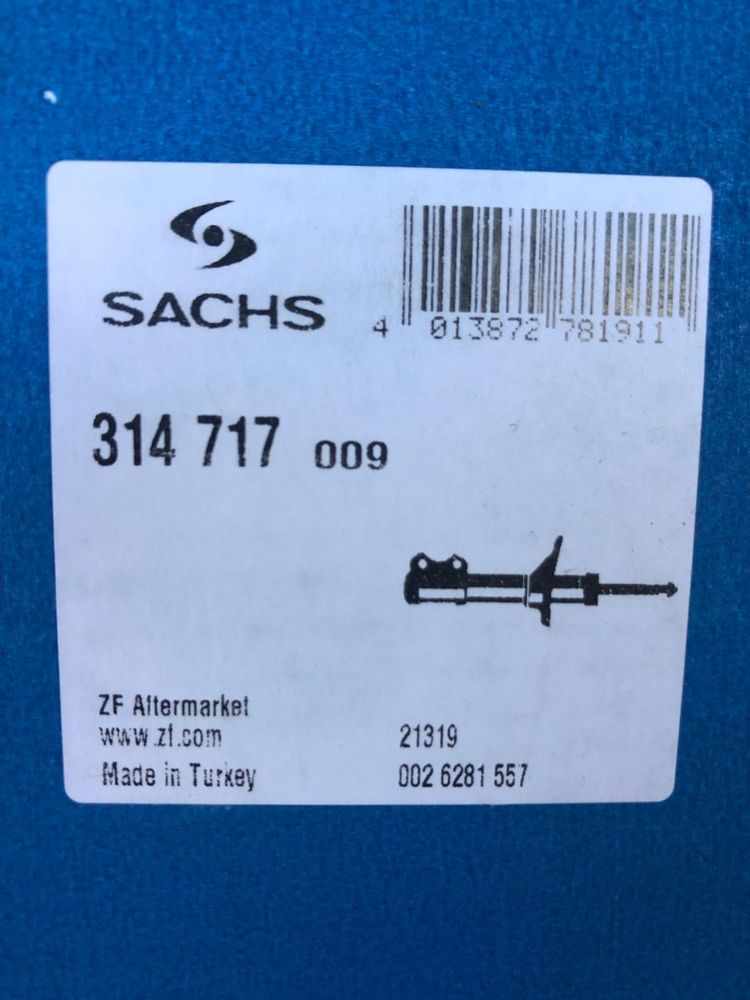 SACHS
4 013872 781911
314 717 009
ZF Aftermarket
www.zf.com
21319
Made in Turkey
002 6281 557